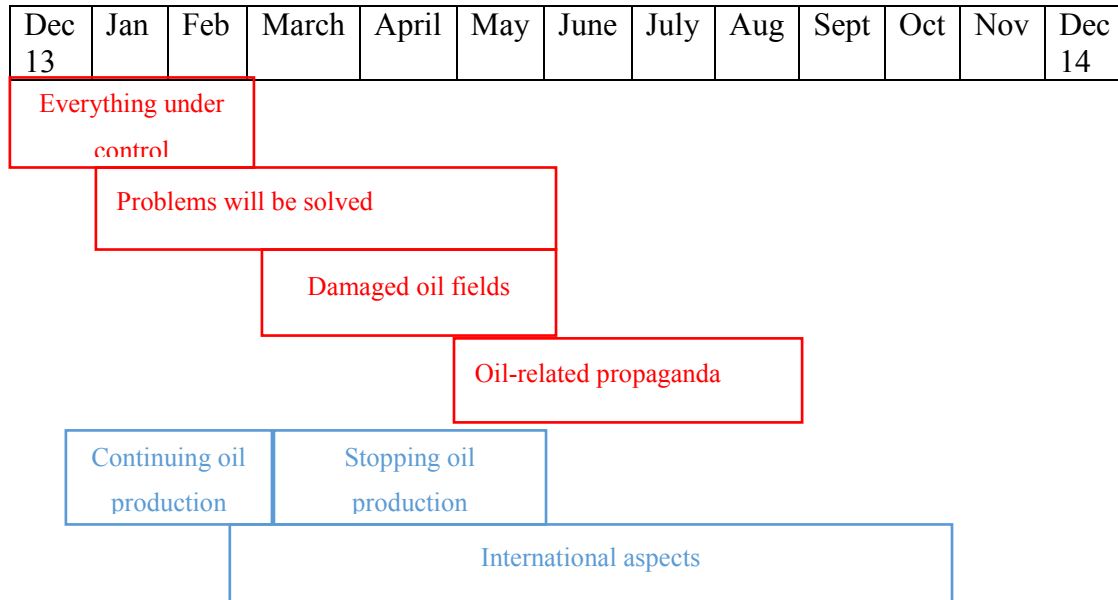 Dec Jan Feb March April May June July Aug Sept Oct Nov Dec
13 14
Everything under
control
Problems will be solved
Damaged oil fields
Oil-related propaganda
Continuing oil Stopping oil
production production
International aspects